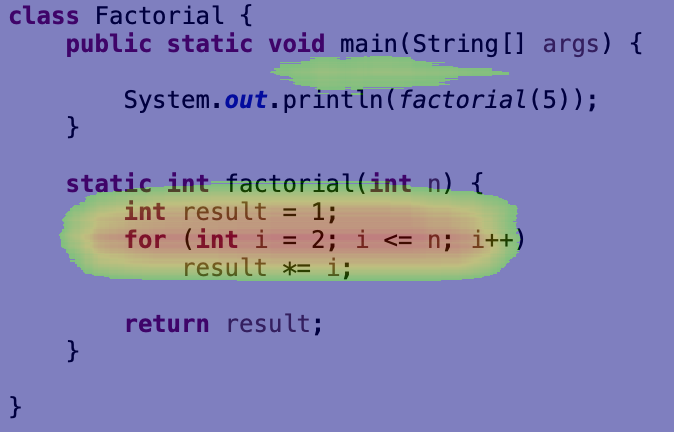 class Factorial {
    public static void main(String[] args) {
        System.out.println(factorial(5));
    }
    static int factorial(int n) {
        int result = 1;
        for (int i = 2; i <= n; i++)
            result *= i;
        return result;
    }
}